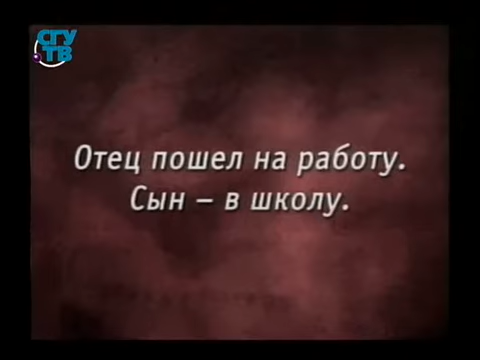 СГУ
ТВ
Отец пошел на работу.
Сын – в школу.